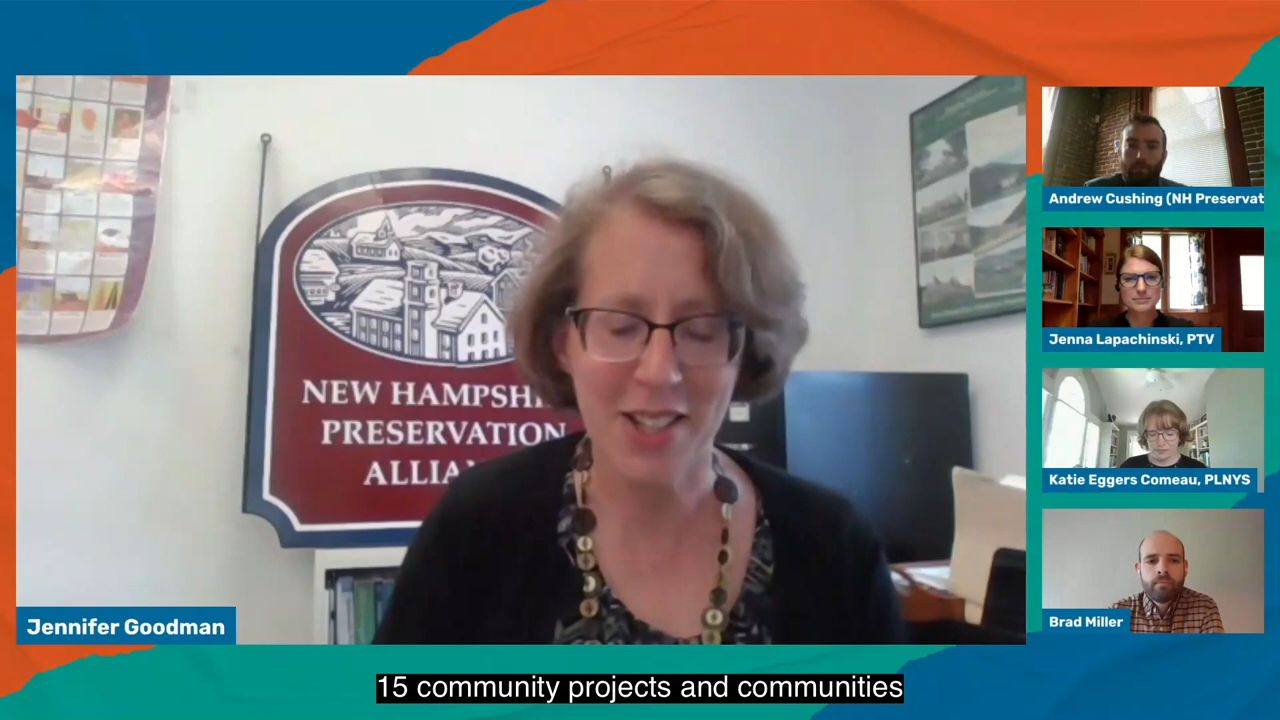 NEW HAMPSHI
PRESERVATION
ALLIA
Jennifer Goodman
Andrew Cushing (NH Preservat
Jenna Lapachinski, PTV
Katie Eggers Comeau, PLNYS
Brad Miller
15 community projects and communities